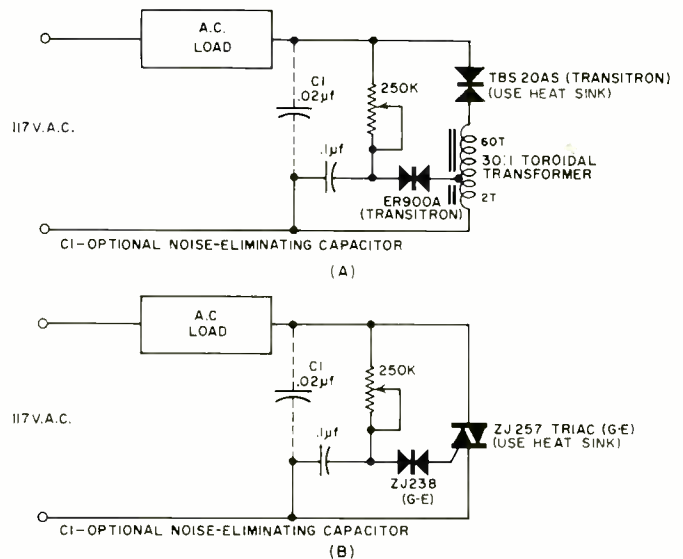 A.C.
LOAD
TBS 20AS (TRANSITRON)
(USE HEAT SINK)
C1
.02µf
250K
117 V.A.C.
60T
30:1 TOROIDAL
TRANSFORMER
.1µf
2T
ER900A
(TRANSITRON)
C1-OPTIONAL NOISE-ELIMINATING CAPACITOR
(A)
A.C
LOAD
C1
.02µf
250K
117 V.A.C.
ZJ257 TRIAC (G-E)
(USE HEAT SINK)
.1µf
ZJ238
(G-E)
C1-OPTIONAL NOISE-ELIMINATING CAPACITOR
(B)